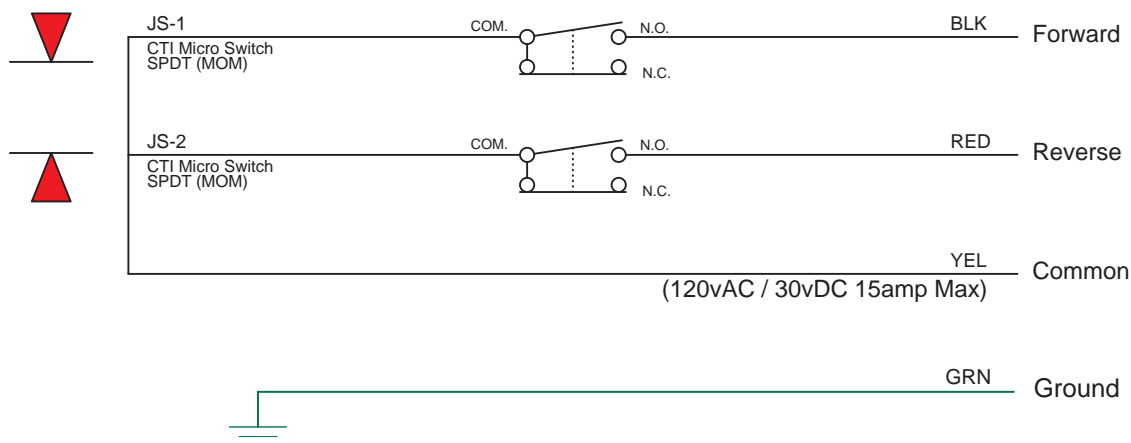 JS-1
CTI Micro Switch
SPDT (MOM)
COM.
N.O.
N.C.
BLK
Forward
JS-2
CTI Micro Switch
SPDT (MOM)
COM.
N.O.
N.C.
RED
Reverse
YEL
Common
(120vAC / 30vDC 15amp Max)
GRN
Ground